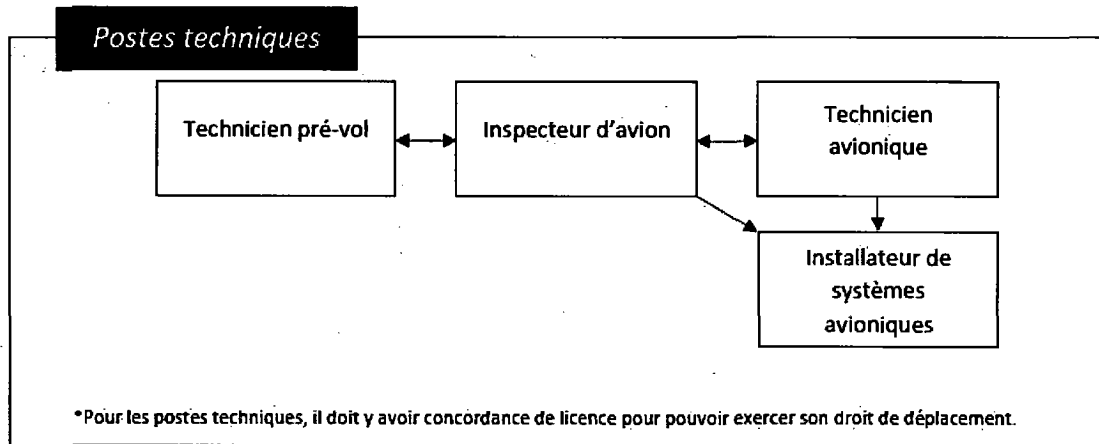 Postes techniques
Technicien pré-vol
Inspecteur d'avion
Technicien
avionique
Installateur de
systèmes
avioniques
*Pour les postes techniques, il doit y avoir concordance de licence pour pouvoir exercer son droit de déplacement.